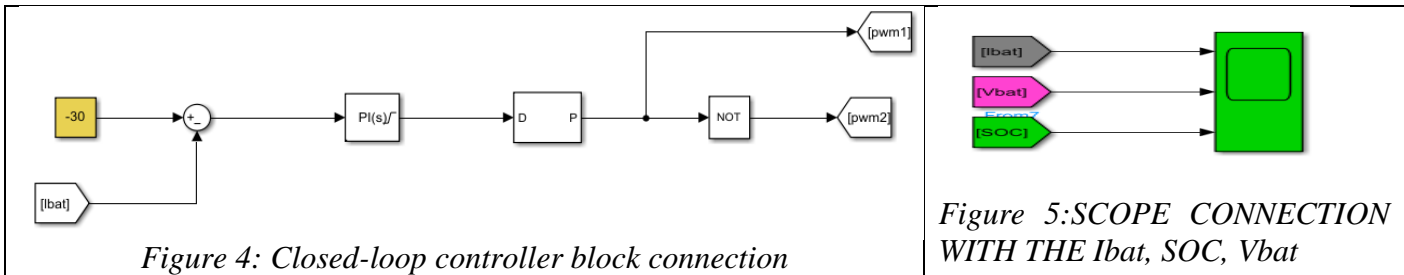 [pwm1]
-30
+
_
PI(s)
D
P
NOT
[pwm2]
[Ibat]
Figure 4: Closed-loop controller block connection
[Ibat]
[Vbat]
From7
[SOC]
Figure 5:SCOPE CONNECTION
WITH THE Ibat, SOC, Vbat